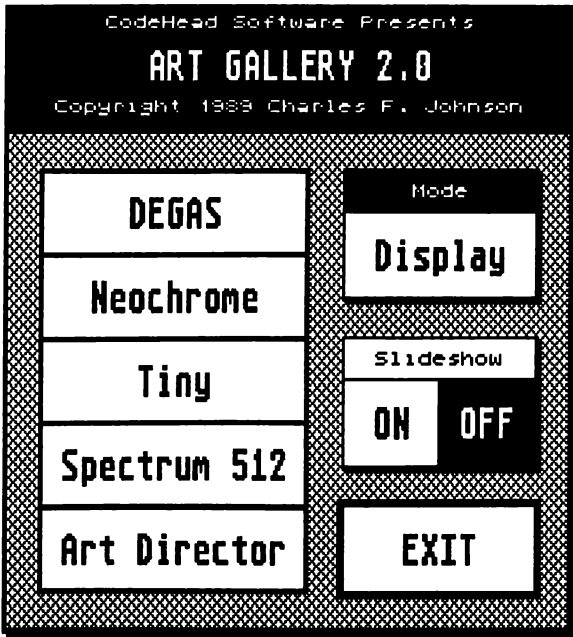 CodeHead Software Presents
ART GALLERY 2.0
Copyright 1989 Charles F. Johnson
DEGAS
Neochrome
Tiny
Spectrum 512
Art Director
Mode
Display
Slideshow
ON OFF
EXIT